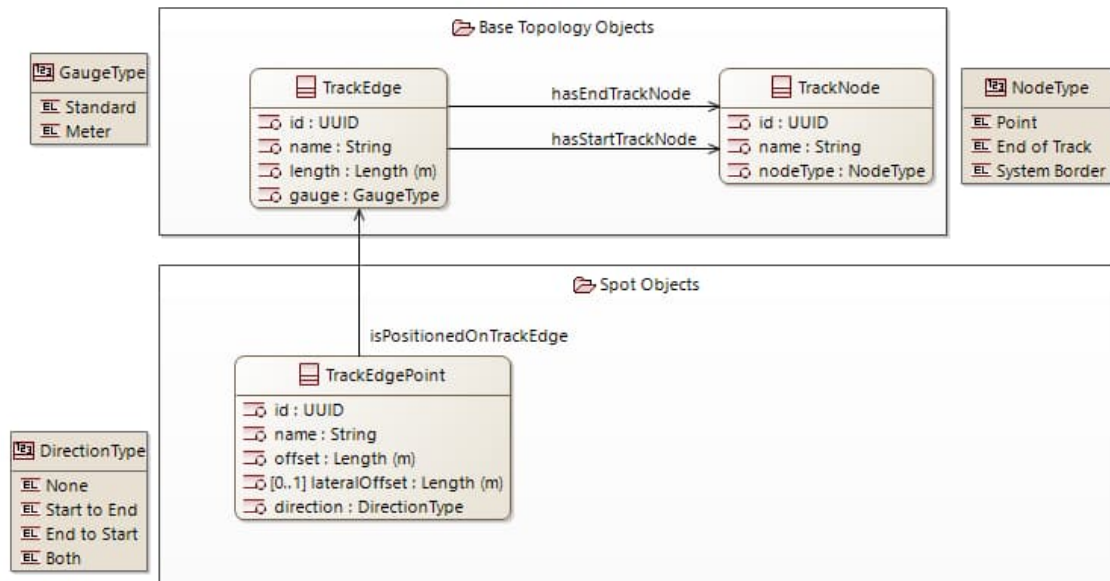 Base Topology Objects
GaugeType
Standard
Meter
TrackEdge
id : UUID
name : String
length : Length (m)
gauge : GaugeType
hasEndTrackNode
hasStartTrackNode
TrackNode
id : UUID
name : String
nodeType : NodeType
NodeType
Point
End of Track
System Border
Spot Objects
isPositionedOnTrackEdge
TrackEdgePoint
id : UUID
name : String
offset : Length (m)
[0..1] lateralOffset : Length (m)
direction : DirectionType
DirectionType
None
Start to End
End to Start
Both